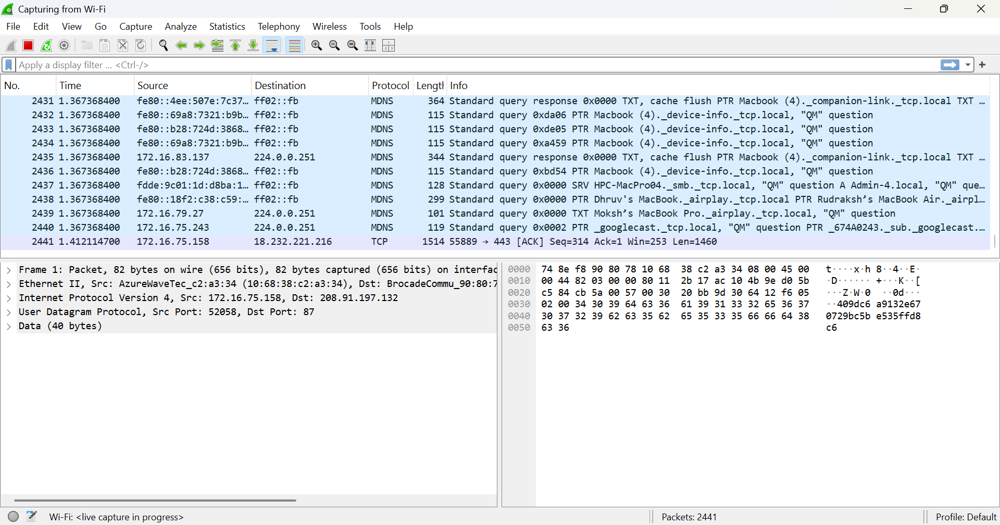 Capturing from Wi-Fi
File Edit View Go Capture Analyze Statistics Telephony Wireless Tools Help
Apply a display filter ... <Ctrl-/>
No. Time Source Destination Protocol Length Info
2431 1.367368400 fe80::4ee:507e:7c37… ff02::fb MDNS 364 Standard query response 0x0000 TXT, cache flush PTR Macbook (4)._companion-link._tcp.local TXT …
2432 1.367368400 fe80::69a8:7321:b9b… ff02::fb MDNS 115 Standard query 0xda06 PTR Macbook (4)._device-info._tcp.local, "QM" question
2433 1.367368400 fe80::b28:724d:3868… ff02::fb MDNS 115 Standard query 0xde05 PTR Macbook (4)._device-info._tcp.local, "QM" question
2434 1.367368400 fe80::69a8:7321:b9b… ff02::fb MDNS 115 Standard query 0xa459 PTR Macbook (4)._device-info._tcp.local, "QM" question
2435 1.367368400 172.16.83.137 224.0.0.251 MDNS 344 Standard query response 0x0000 TXT, cache flush PTR Macbook (4)._companion-link._tcp.local TXT …
2436 1.367368400 fe80::b28:724d:3868… ff02::fb MDNS 115 Standard query 0xbd54 PTR Macbook (4)._device-info._tcp.local, "QM" question
2437 1.367368400 fdde:9c01:1d:d8ba:1… ff02::fb MDNS 128 Standard query 0x0000 SRV HPC-MacPro04._smb._tcp.local, "QM" question A Admin-4.local, "QM" que…
2438 1.367368400 fe80::18f2:c38:c59:… ff02::fb MDNS 299 Standard query 0x0000 PTR Dhruv's MacBook._airplay._tcp.local PTR Rudraksh’s MacBook Air._airpl…
2439 1.367368400 172.16.79.27 224.0.0.251 MDNS 101 Standard query 0x0000 TXT Moksh’s MacBook Pro._airplay._tcp.local, "QM" question
2440 1.367368400 172.16.75.243 224.0.0.251 MDNS 119 Standard query 0x0002 PTR _googlecast._tcp.local, "QM" question PTR _674A0243._sub._googlecast.…
2441 1.412114700 172.16.75.158 18.232.221.216 TCP 1514 55889 → 443 [ACK] Seq=314 Ack=1 Win=253 Len=1460
Frame 1: Packet, 82 bytes on wire (656 bits), 82 bytes captured (656 bits) on interfac
Ethernet II, Src: AzureWaveTec_c2:a3:34 (10:68:38:c2:a3:34), Dst: BrocadeCommu_90:80:7
Internet Protocol Version 4, Src: 172.16.75.158, Dst: 208.91.197.132
User Datagram Protocol, Src Port: 52058, Dst Port: 87
Data (40 bytes)
0000 74 8e f8 90 80 78 10 68 38 c2 a3 34 08 00 45 00 t····x·h 8··4··E·
0010 00 44 82 03 00 00 80 11 2b 17 ac 10 4b 9e d0 5b ·D······ +···K··[
0020 c5 84 cb 5a 00 57 00 30 20 bb 9d 30 64 12 f6 05 ···Z·W·0 ··0d···
0030 02 00 34 30 39 64 63 36 61 39 31 33 32 65 36 37 ··409dc6 a9132e67
0040 30 37 32 39 62 63 35 62 65 35 33 35 66 66 64 38 0729bc5b e535ffd8
0050 63 36 c6
Wi-Fi: <live capture in progress>
Packets: 2441
Profile: Default